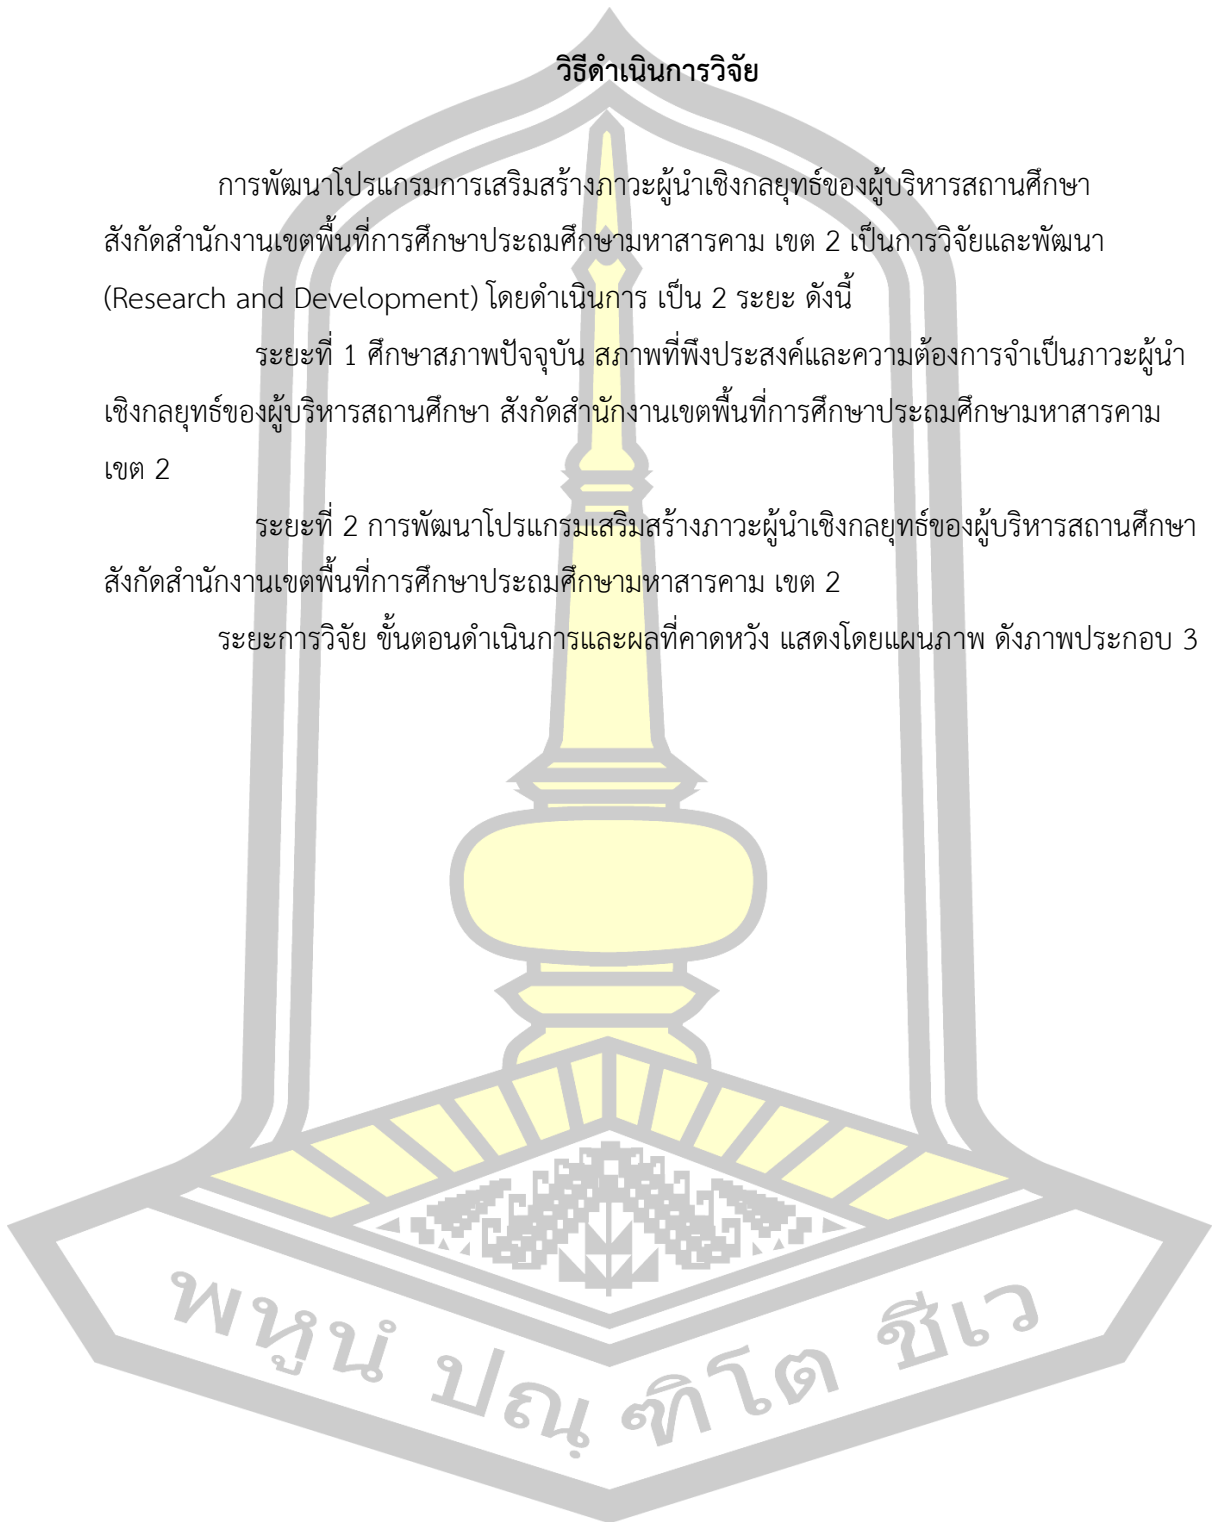 วิธีดำเนินการวิจัย
การพัฒนาโปรแกรมการเสริมสร้างภาวะผู้นำเชิงกลยุทธ์ของผู้บริหารสถานศึกษา
สังกัดสำนักงานเขตพื้นที่การศึกษาประถมศึกษามหาสารคาม เขต 2 เป็นการวิจัยและพัฒนา
(Research and Development) โดยดำเนินการ เป็น 2 ระยะ ดังนี้
ระยะที่ 1 ศึกษาสภาพปัจจุบัน สภาพที่พึงประสงค์และความต้องการจำเป็นภาวะผู้นำ
เชิงกลยุทธ์ของผู้บริหารสถานศึกษา สังกัดสำนักงานเขตพื้นที่การศึกษาประถมศึกษามหาสารคาม
เขต 2
ระยะที่ 2 การพัฒนาโปรแกรมเสริมสร้างภาวะผู้นำเชิงกลยุทธ์ของผู้บริหารสถานศึกษา
สังกัดสำนักงานเขตพื้นที่การศึกษาประถมศึกษามหาสารคาม เขต 2
ระยะการวิจัย ขั้นตอนดำเนินการและผลที่คาดหวัง แสดงโดยแผนภาพ ดังภาพประกอบ 3
พหูนํ ปณฺฑิโต ชีเว